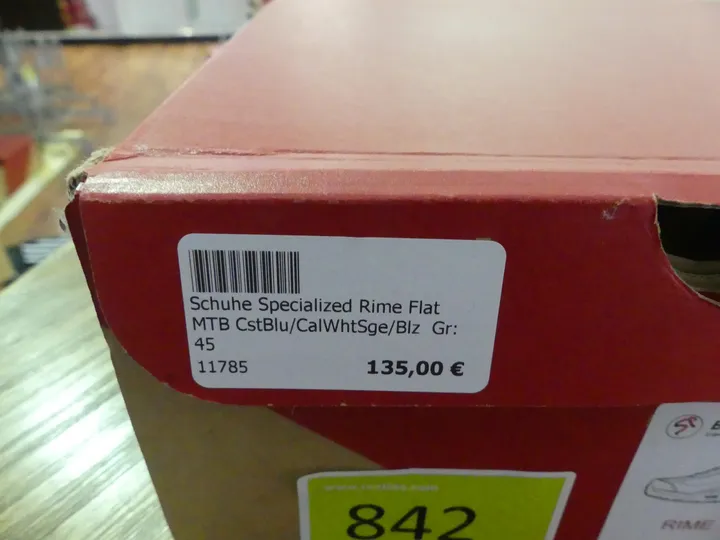 Schuhe Specialized Rime Flat
MTB CstBlu/CalWhtSge/Blz Gr:
45
11785 135,00 €
842
RIME